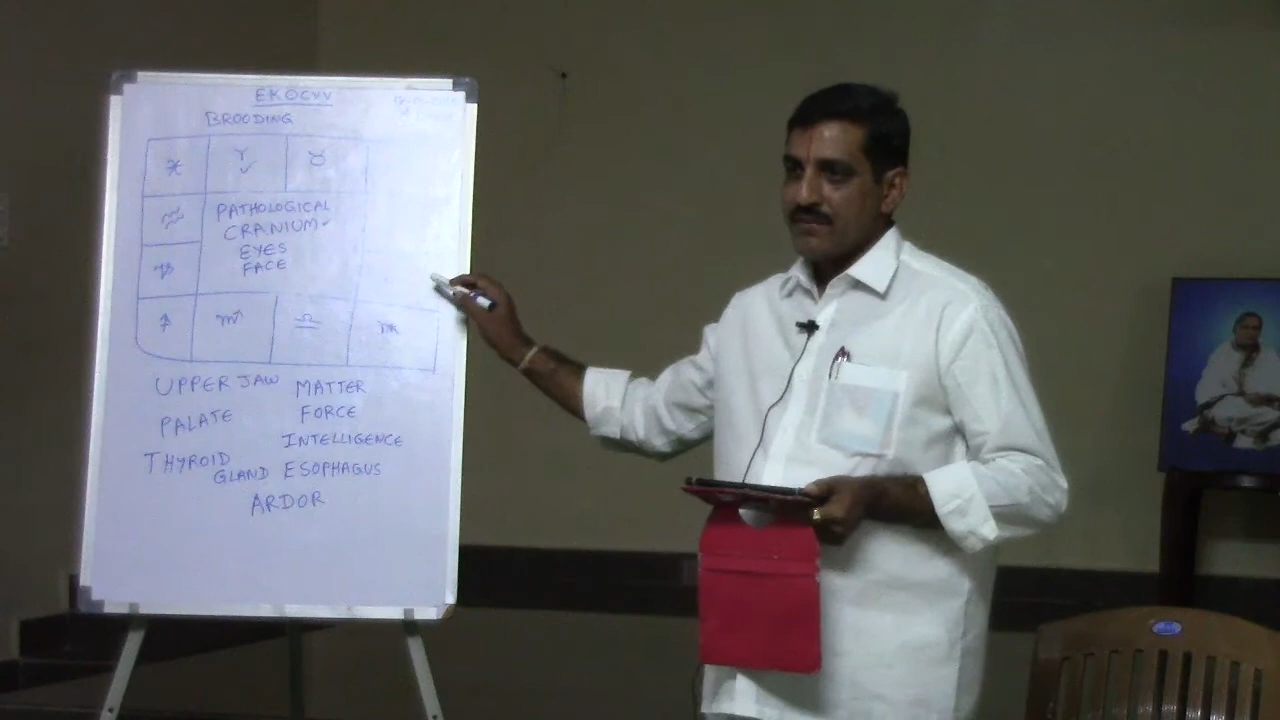 EKOCVV
BROODING
♓ ♈ ♉
♒ PATHOLOGICAL
CRANIUM
♑ EYES
FACE
♐ ♏ ♎ ♍
UPPER JAW MATTER
PALATE FORCE
INTELLIGENCE
THYROID
GLAND ESOPHAGUS
ARDOR